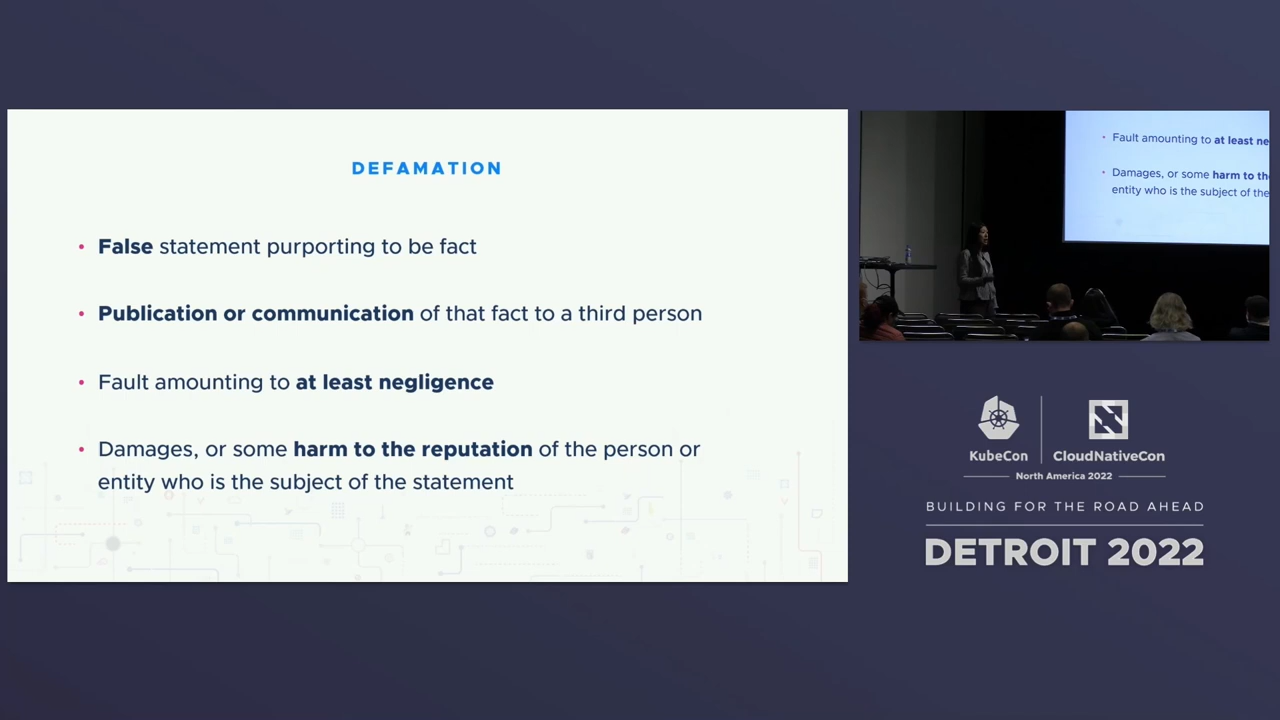 DEFAMATION
• False statement purporting to be fact
• Publication or communication of that fact to a third person
• Fault amounting to at least negligence
• Damages, or some harm to the reputation of the person or
entity who is the subject of the statement
• Fault amounting to at least ne
• Damages, or some harm to th
entity who is the subject of the
KubeCon
CloudNativeCon
North America 2022
BUILDING FOR THE ROAD AHEAD
DETROIT 2022